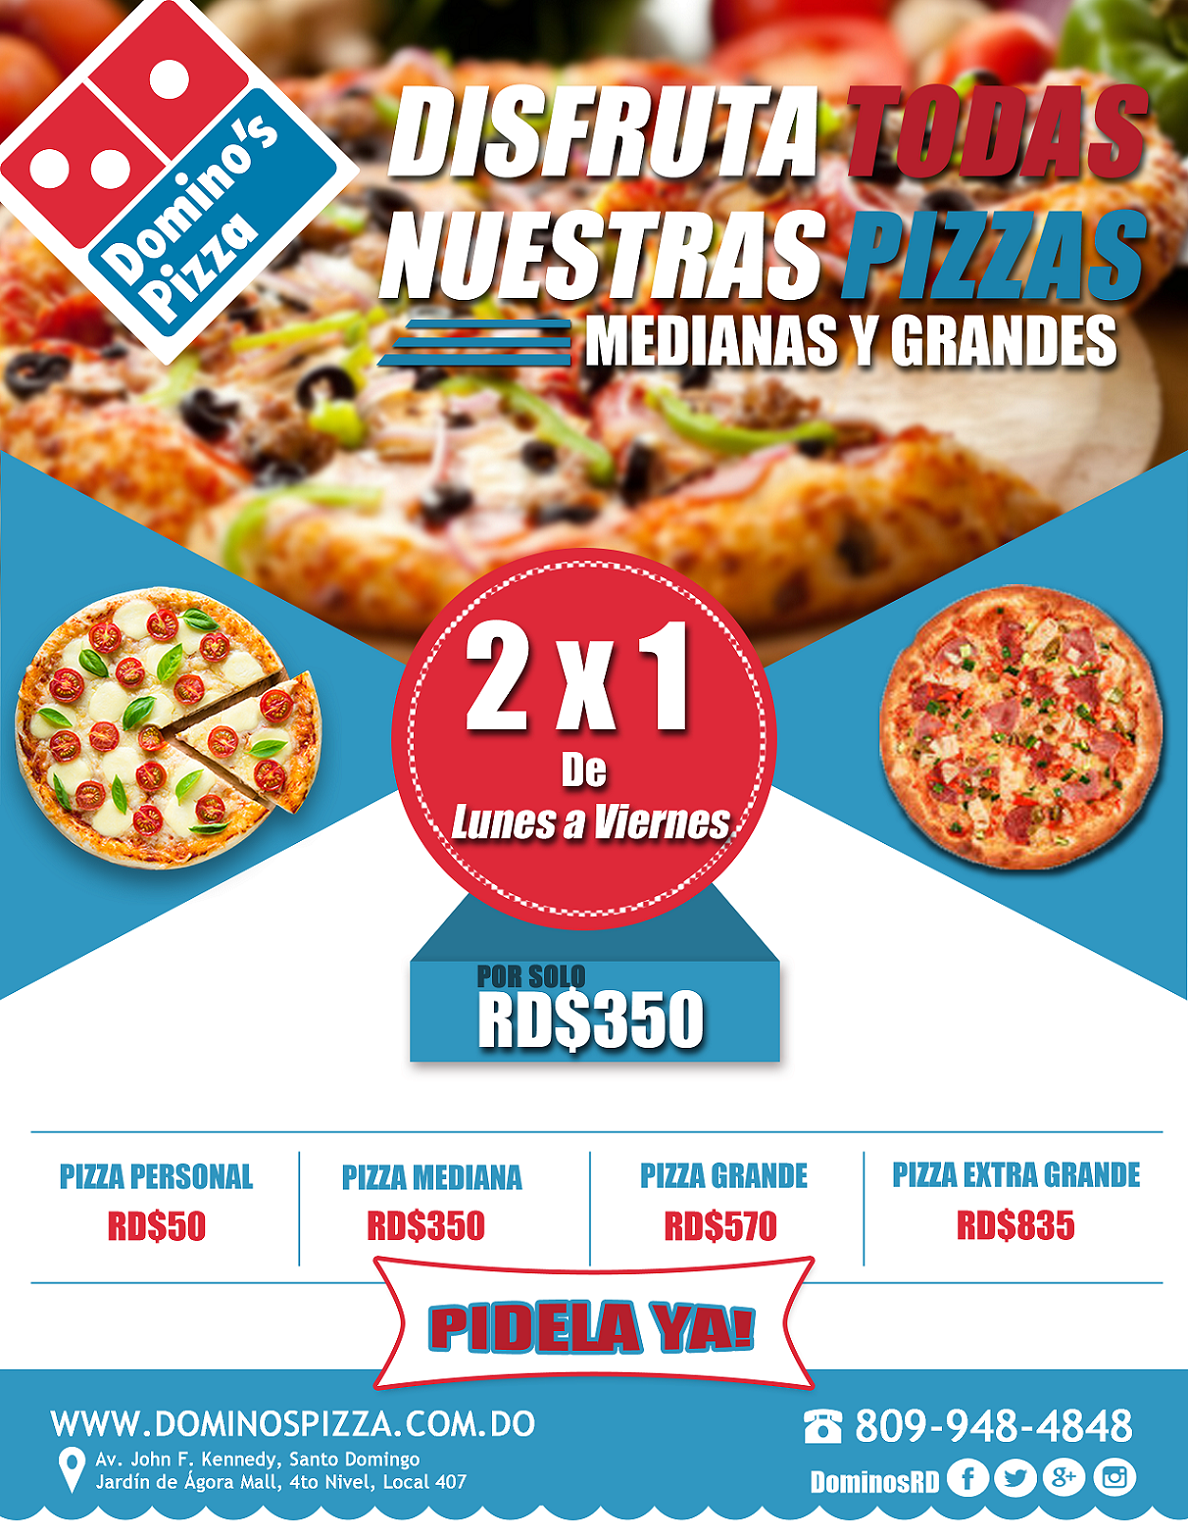 Domino's
Pizza
DISFRUTA TODAS
NUESTRAS PIZZAS
MEDIANAS Y GRANDES
2 x 1
De
Lunes a Viernes
POR SOLO
RD$350
PIZZA PERSONAL
RD$50
PIZZA MEDIANA
RD$350
PIZZA GRANDE
RD$570
PIZZA EXTRA GRANDE
RD$835
PIDELA YA!
WWW.DOMINOSPIZZA.COM.DO
Av. John F. Kennedy, Santo Domingo
Jardín de Ágora Mall, 4to Nivel, Local 407
809-948-4848
DominosRD f g+